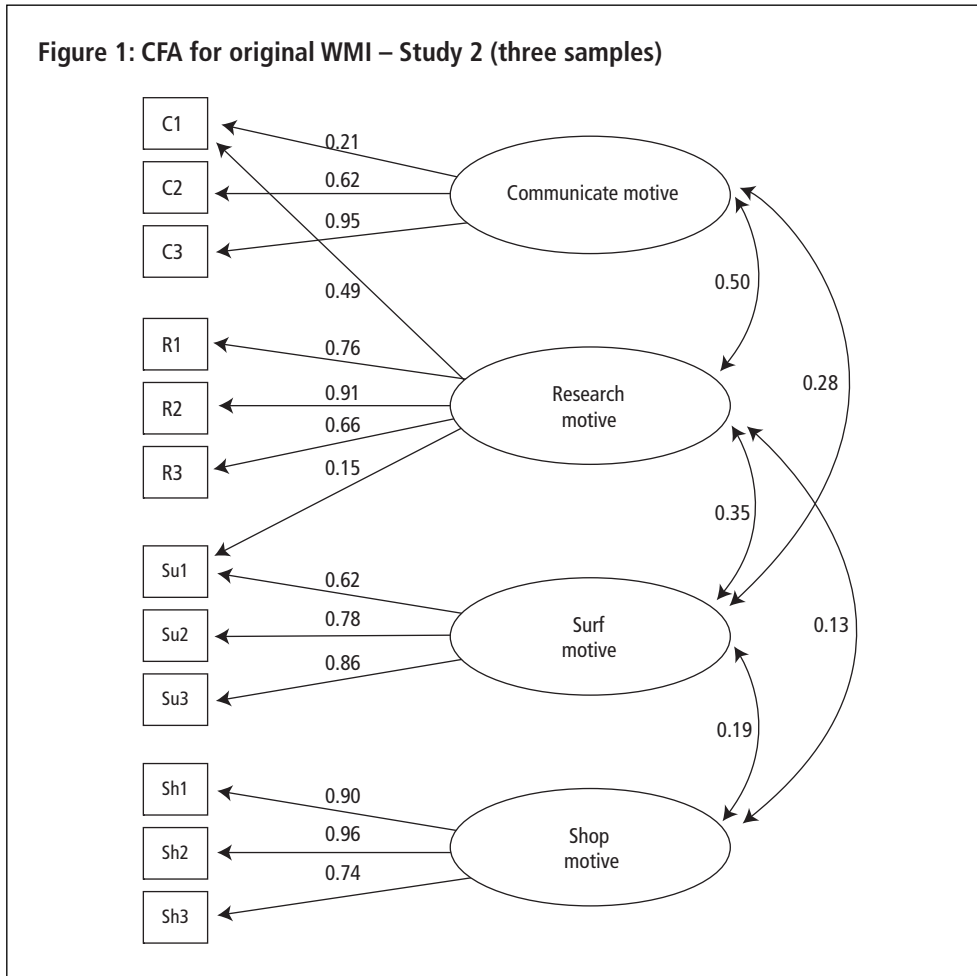 Figure 1: CFA for original WMI – Study 2 (three samples)
C1
0.21
C2
0.62
Communicate motive
C3
0.95
0.49
0.50
R1
0.76
R2
0.91
Research
motive
0.28
R3
0.66
0.15
0.35
Su1
0.62
Su2
0.78
Surf
motive
0.13
Su3
0.86
0.19
Sh1
0.90
Sh2
0.96
Shop
motive
Sh3
0.74